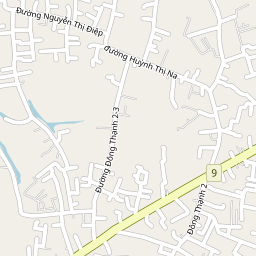 Đường Nguyễn Thị Điệp
đường Huỳnh Thị Na
Đường Đông Thạnh 2-3
9
Đông Thạnh 2